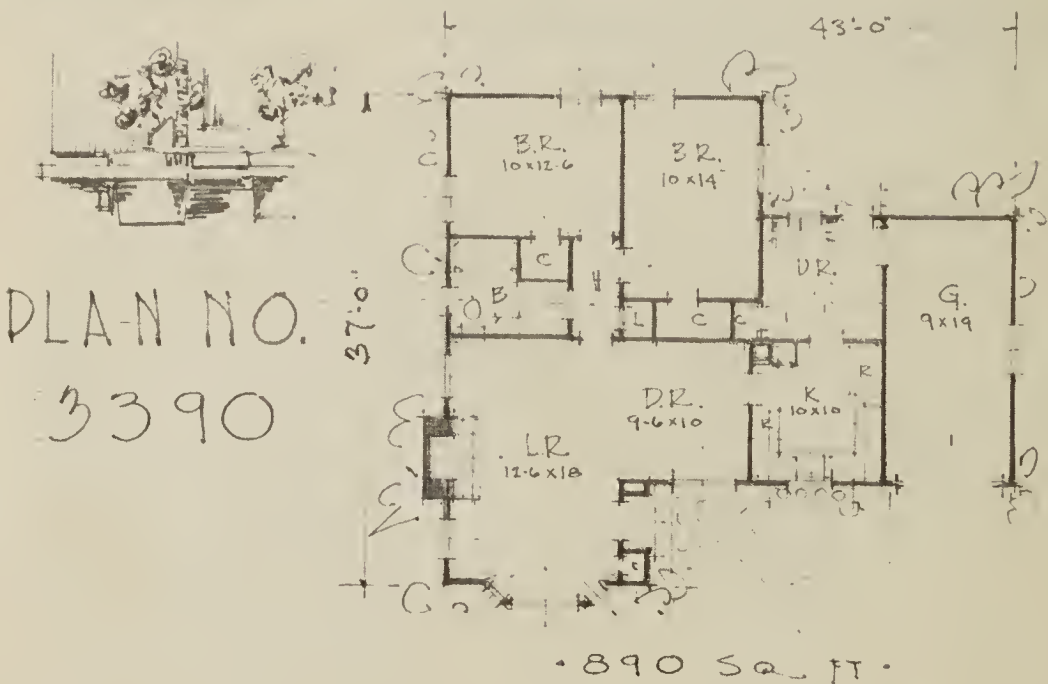 43'-0"
B.R.
10x12-6
B.R.
10x14
PLAN NO.
3390
37'-0"
C
B
H
L
C
C
U.R.
G.
9x19
D.R.
9-6x10
K
10x10
R
R
L.R.
12-6x18
890 SQ FT